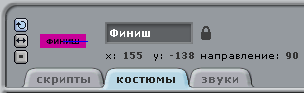 Финиш
финиш
x: 155 y: -138 направление: 90
скрипты костюмы звуки